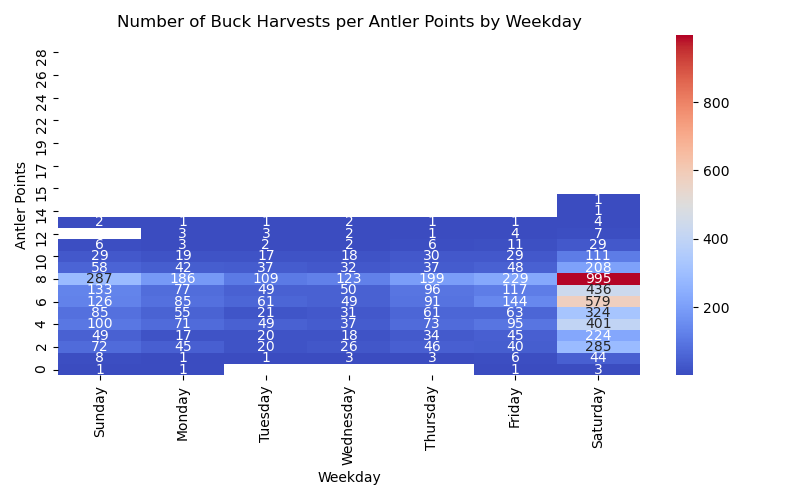 Number of Buck Harvests per Antler Points by Weekday
Antler Points
28
26
24
22
19
17
15
1
14 1
2 1 1 2 1 1 4
12 3 3 2 1 4 7
6 3 2 2 6 11 29
10 29 19 17 18 30 29 111
58 42 37 32 37 48 208
8 287 186 109 123 199 229 995
133 77 49 50 96 117 436
6 126 85 61 49 91 144 579
85 55 21 31 61 63 324
4 100 71 49 37 73 95 401
49 17 20 18 34 45 224
2 72 45 20 26 46 40 285
8 1 1 3 3 6 44
0 1 1 1 3
Sunday Monday Tuesday Wednesday Thursday Friday Saturday
Weekday
800
600
400
200